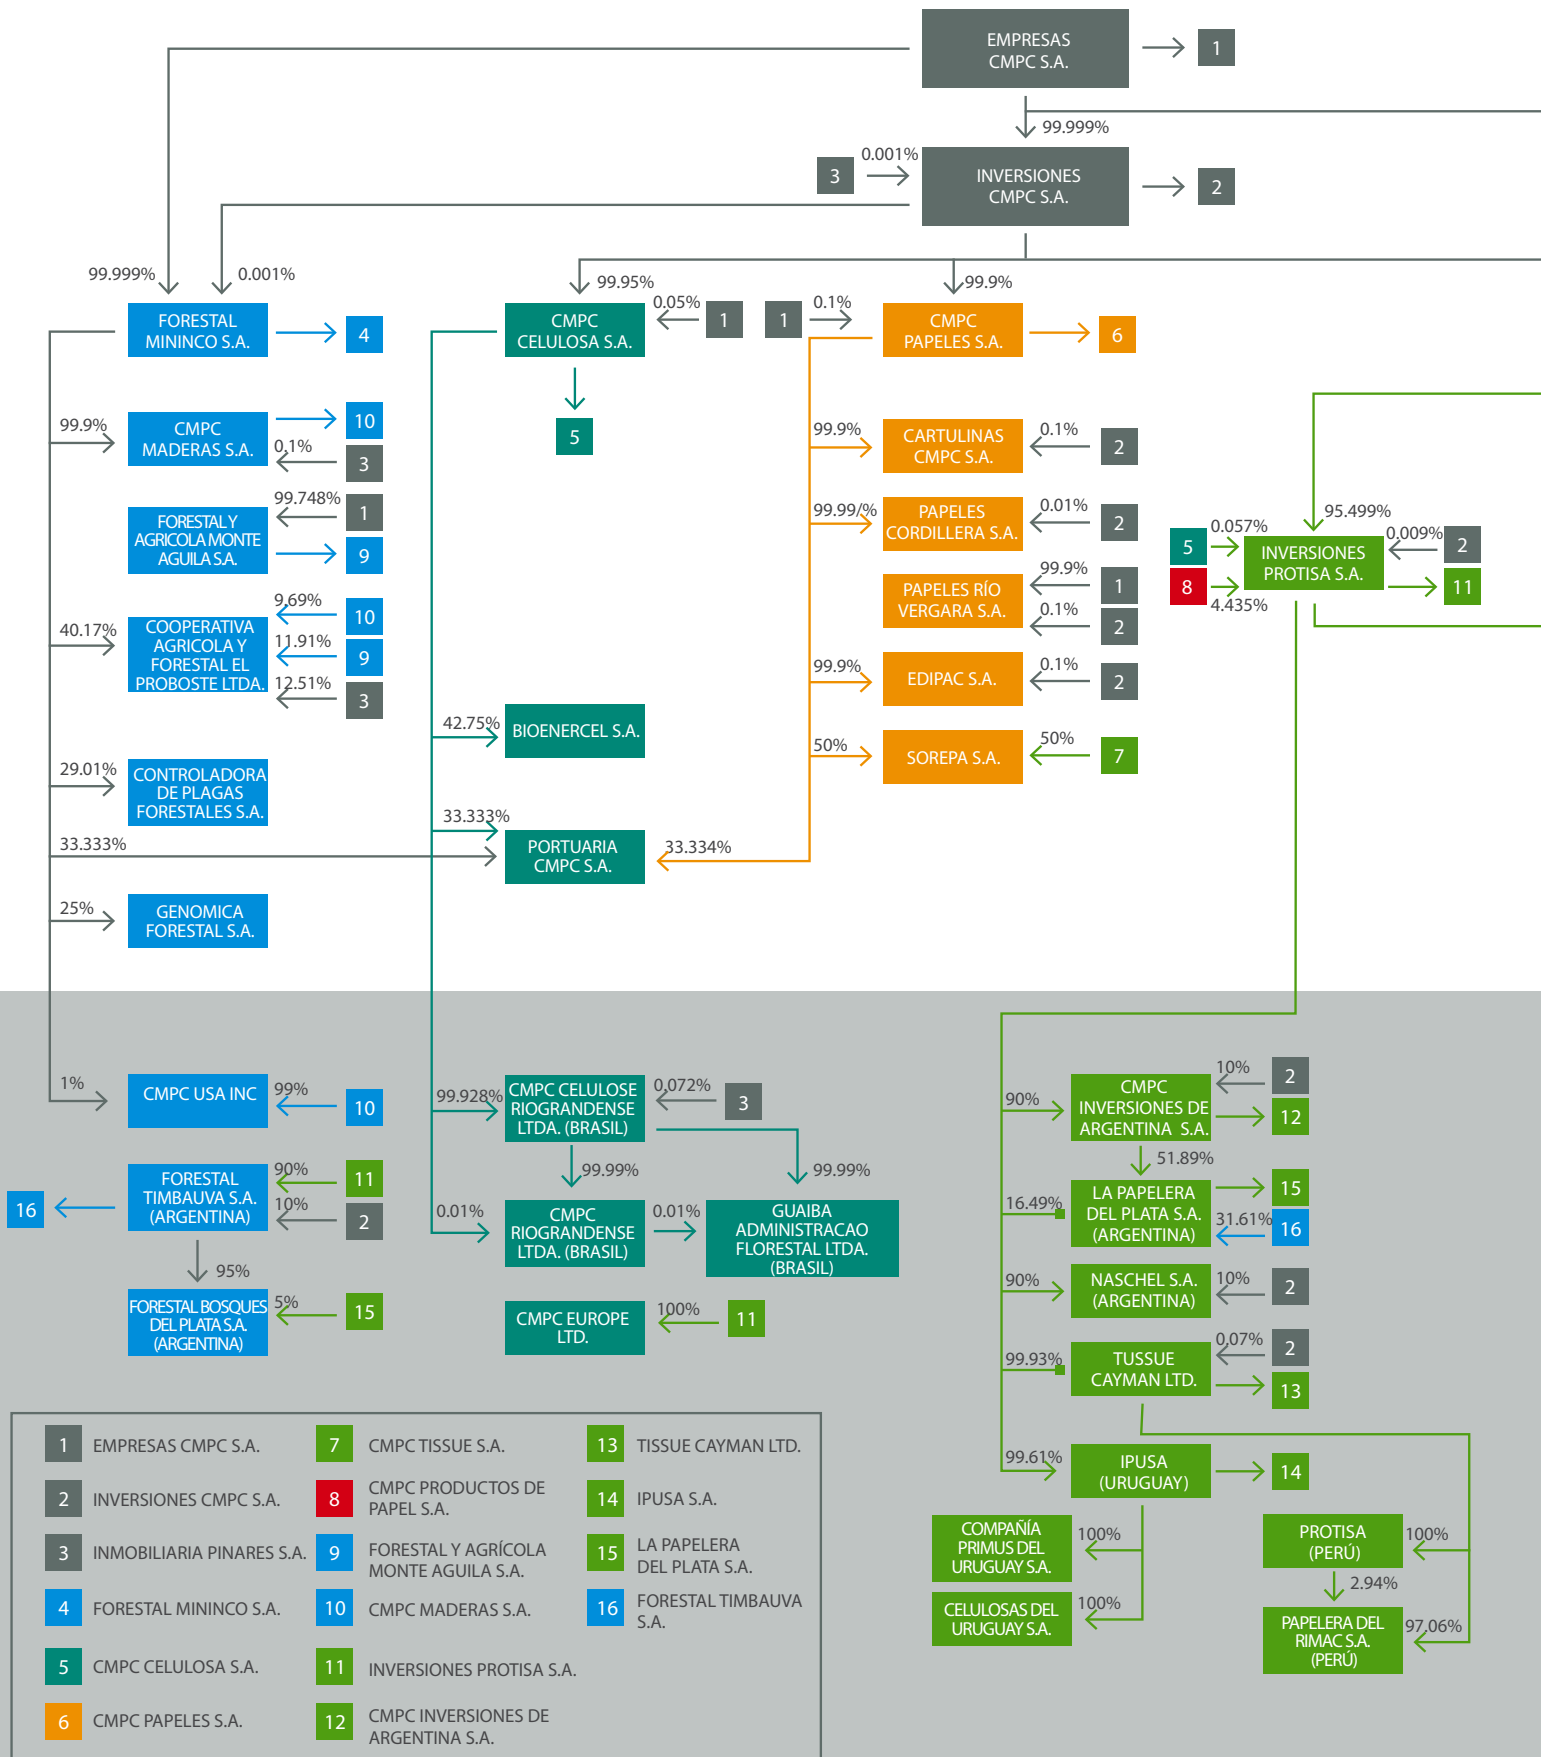 EMPRESAS
CMPC S.A.
1
99.999%
3
0.001%
INVERSIONES
CMPC S.A.
2
99.999%
0.001%
99.95%
99.9%
FORESTAL
MININCO S.A.
4
CMPC
CELULOSA S.A.
0.05%
1
5
1
0.1%
CMPC
PAPELES S.A.
6
99.9%
CMPC
MADERAS S.A.
10
0.1%
3
FORESTAL Y
AGRICOLA MONTE
AGUILA S.A.
99.748%
1
9
40.17%
COOPERATIVA
AGRICOLA Y
FORESTAL EL
PROBOSTE LTDA.
9.69%
10
11.91%
9
12.51%
3
29.01%
CONTROLADORA
DE PLAGAS
FORESTALES S.A.
33.333%
25%
GENOMICA
FORESTAL S.A.
42.75%
BIOENERCEL S.A.
33.333%
PORTUARIA
CMPC S.A.
33.334%
99.9%
CARTULINAS
CMPC S.A.
0.1%
2
99.99/%
PAPELES
CORDILLERA S.A.
0.01%
2
PAPELES RÍO
VERGARA S.A.
99.9%
1
0.1%
2
99.9%
EDIPAC S.A.
0.1%
2
50%
SOREPA S.A.
50%
7
95.499%
5
0.057%
8
4.435%
INVERSIONES
PROTISA S.A.
0.009%
2
11
1%
CMPC USA INC
99%
10
16
FORESTAL
TIMBAUVA S.A.
(ARGENTINA)
90%
11
10%
2
95%
FORESTAL BOSQUES
DEL PLATA S.A.
(ARGENTINA)
5%
15
99.928%
CMPC CELULOSE
RIOGRANDENSE
LTDA. (BRASIL)
0.072%
3
99.99%
99.99%
0.01%
CMPC
RIOGRANDENSE
LTDA. (BRASIL)
0.01%
GUAIBA
ADMINISTRACAO
FLORESTAL LTDA.
(BRASIL)
CMPC EUROPE
LTD.
100%
11
90%
CMPC
INVERSIONES DE
ARGENTINA S.A.
10%
2
12
51.89%
16.49%
LA PAPELERA
DEL PLATA S.A.
(ARGENTINA)
15
31.61%
16
90%
NASCHEL S.A.
(ARGENTINA)
10%
2
99.93%
TUSSUE
CAYMAN LTD.
0.07%
2
13
99.61%
IPUSA
(URUGUAY)
14
COMPAÑÍA
PRIMUS DEL
URUGUAY S.A.
100%
CELULOSAS DEL
URUGUAY S.A.
100%
PROTISA
(PERÚ)
100%
2.94%
PAPELERA DEL
RIMAC S.A.
(PERÚ)
97.06%
1 EMPRESAS CMPC S.A.
2 INVERSIONES CMPC S.A.
3 INMOBILIARIA PINARES S.A.
4 FORESTAL MININCO S.A.
5 CMPC CELULOSA S.A.
6 CMPC PAPELES S.A.
7 CMPC TISSUE S.A.
8 CMPC PRODUCTOS DE
PAPEL S.A.
9 FORESTAL Y AGRÍCOLA
MONTE AGUILA S.A.
10 CMPC MADERAS S.A.
11 INVERSIONES PROTISA S.A.
12 CMPC INVERSIONES DE
ARGENTINA S.A.
13 TISSUE CAYMAN LTD.
14 IPUSA S.A.
15 LA PAPELERA
DEL PLATA S.A.
16 FORESTAL TIMBAUVA
S.A.